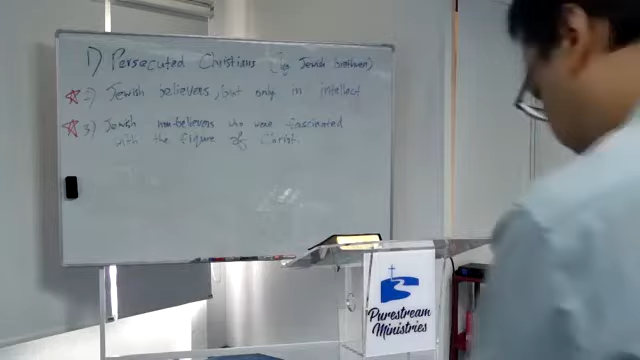 1) Persecuted Christians (by Jewish brethren)
2) Jewish believers, but only in intellect
3) Jewish non-believers who were fascinated
with the figure of Christ.
Purestream
Ministries